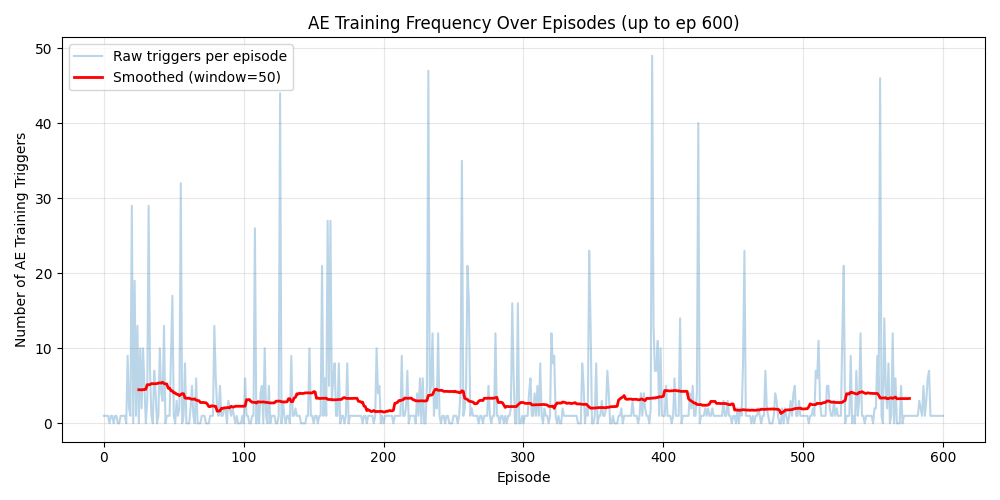 AE Training Frequency Over Episodes (up to ep 600)
Raw triggers per episode
Smoothed (window=50)
Number of AE Training Triggers
50
40
30
20
10
0
0 100 200 300 400 500 600
Episode